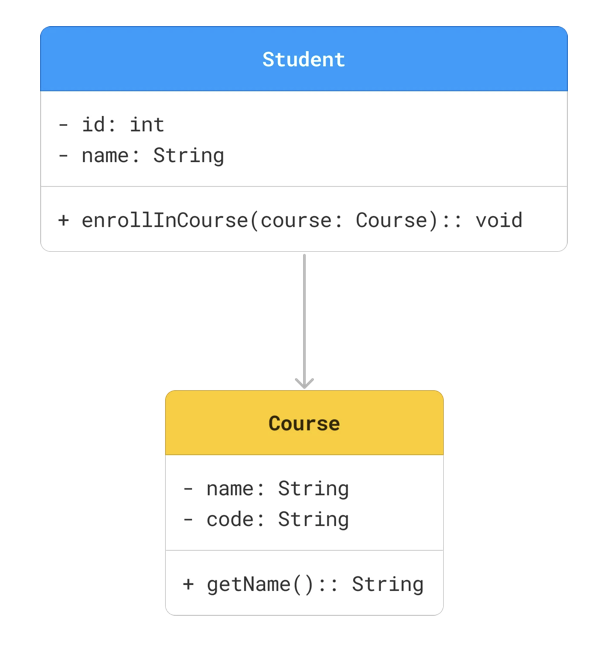 Student
- id: int
- name: String
+ enrollInCourse(course: Course):: void
Course
- name: String
- code: String
+ getName():: String